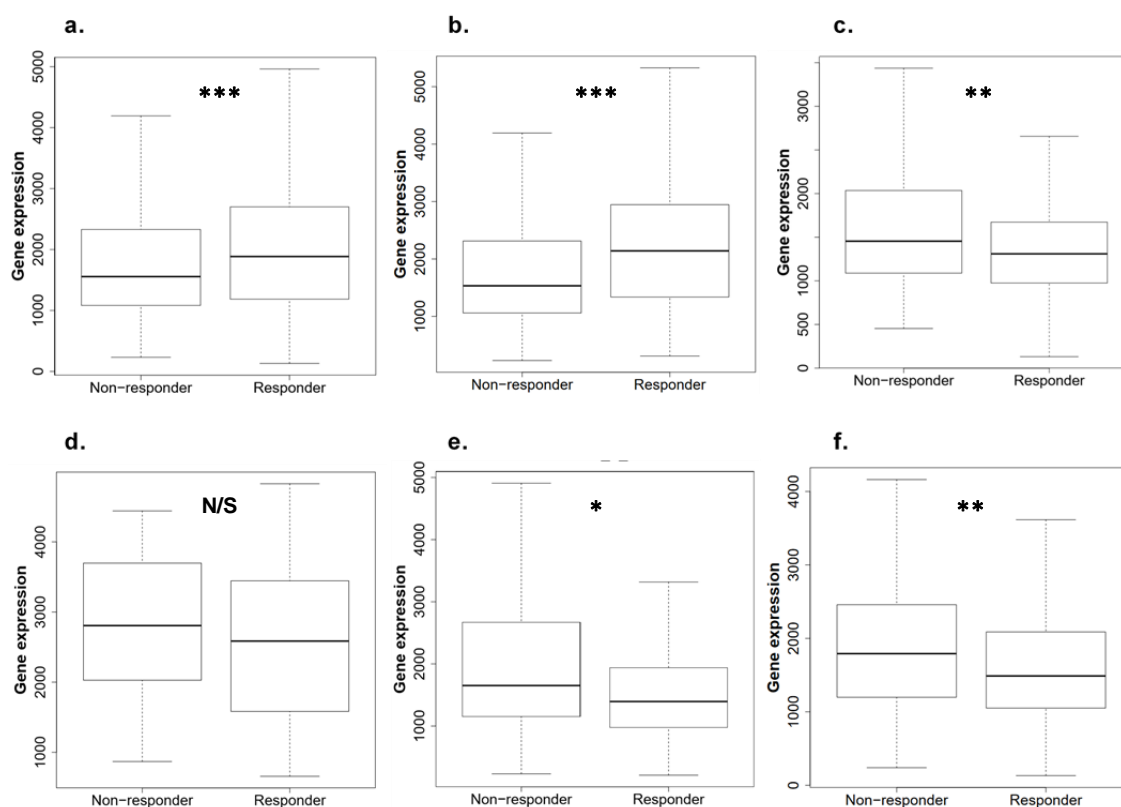 a.
b.
c.
Gene expression
0
1000
2000
3000
4000
5000
***
Non−responder
Responder
Gene expression
1000
2000
3000
4000
5000
***
Non−responder
Responder
Gene expression
0
500
1000
2000
3000
**
Non−responder
Responder
d.
e.
f.
Gene expression
1000
2000
3000
4000
N/S
Non−responder
Responder
Gene expression
1000
2000
3000
4000
5000
*
Non−responder
Responder
Gene expression
0
1000
2000
3000
4000
**
Non−responder
Responder